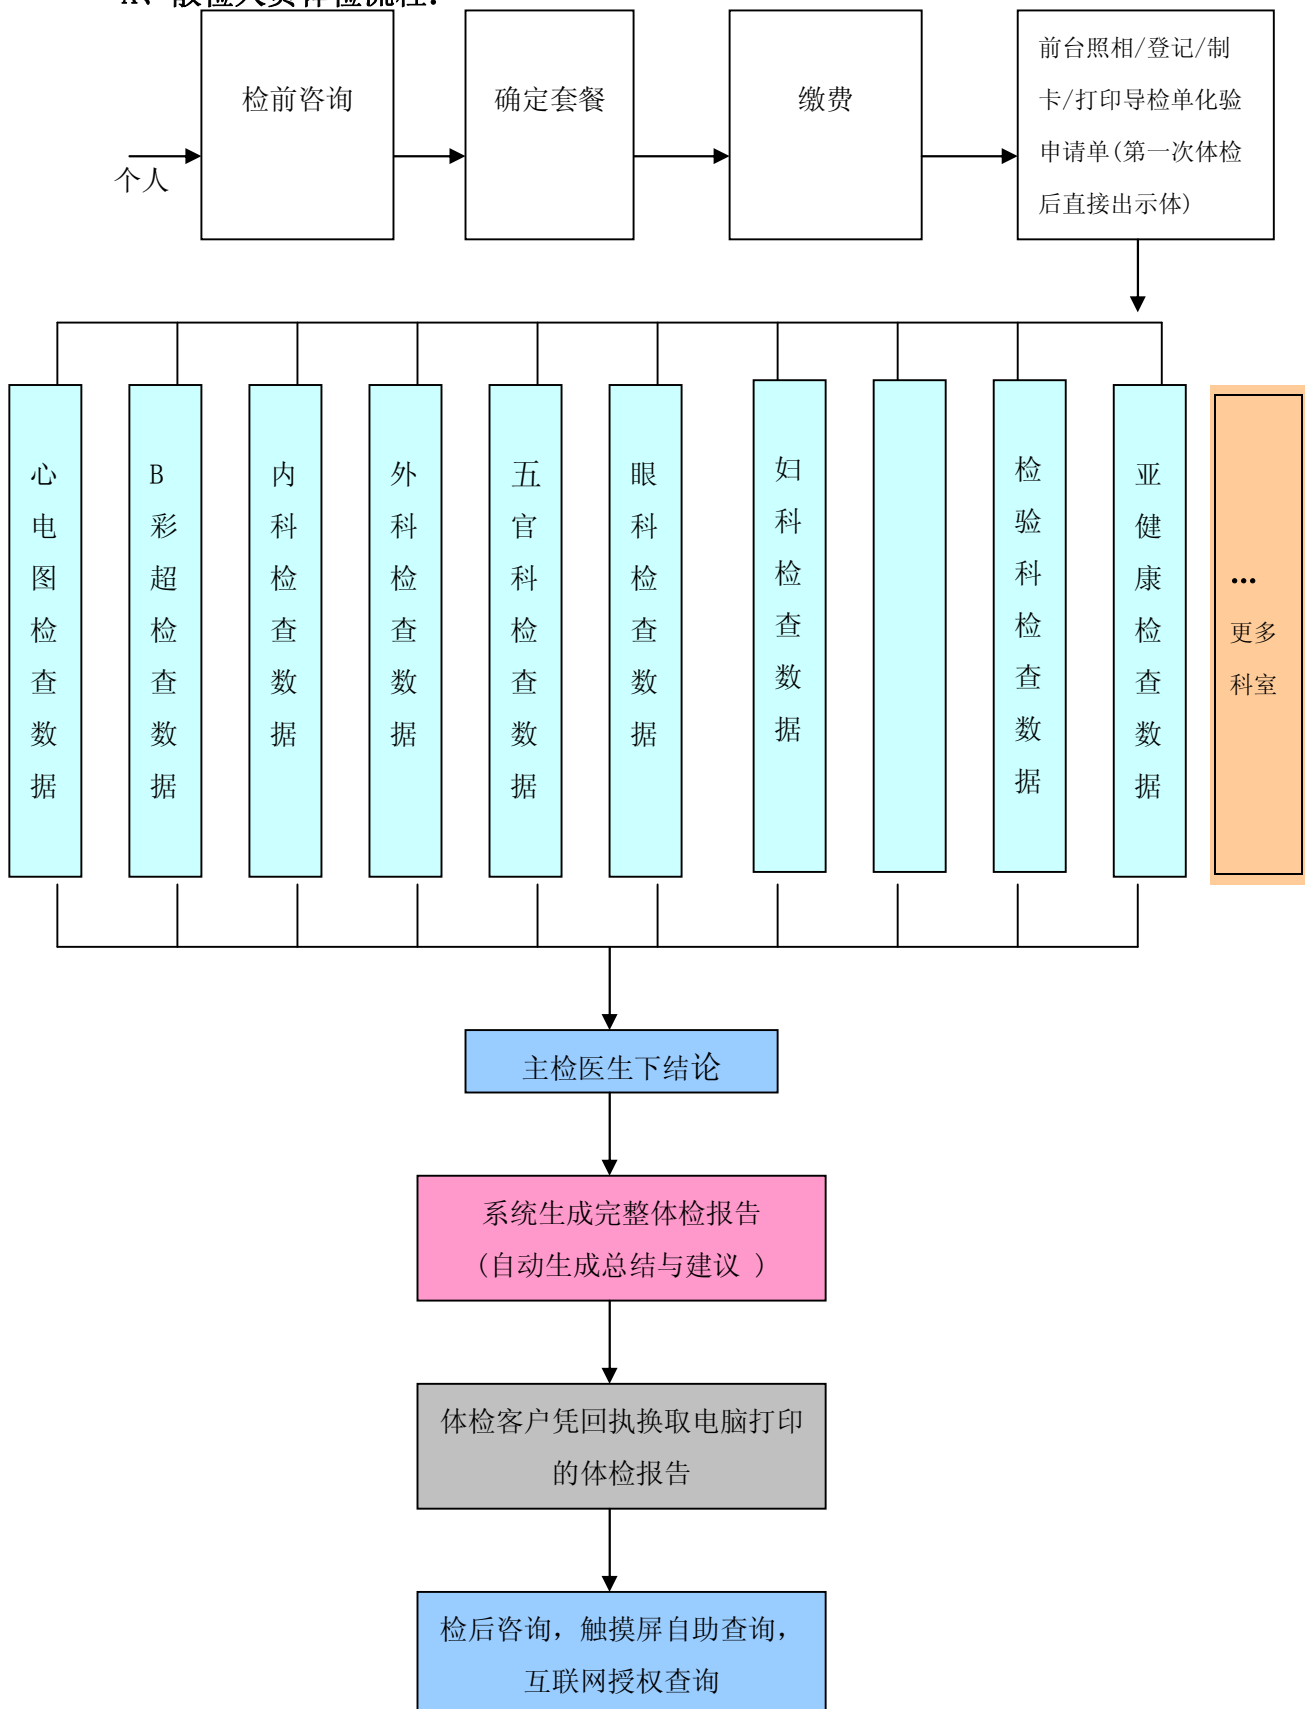 个人
检前咨询
确定套餐
缴费
前台照相/登记/制
卡/打印导检单化验
申请单(第一次体检
后直接出示体)
心电图检查数据
B彩超检查数据
内科检查数据
外科检查数据
五官科检查数据
眼科检查数据
妇科检查数据
检验科检查数据
亚健康检查数据
…
更多
科室
主检医生下结论
系统生成完整体检报告
(自动生成总结与建议 )
体检客户凭回执换取电脑打印
的体检报告
检后咨询，触摸屏自助查询，
互联网授权查询